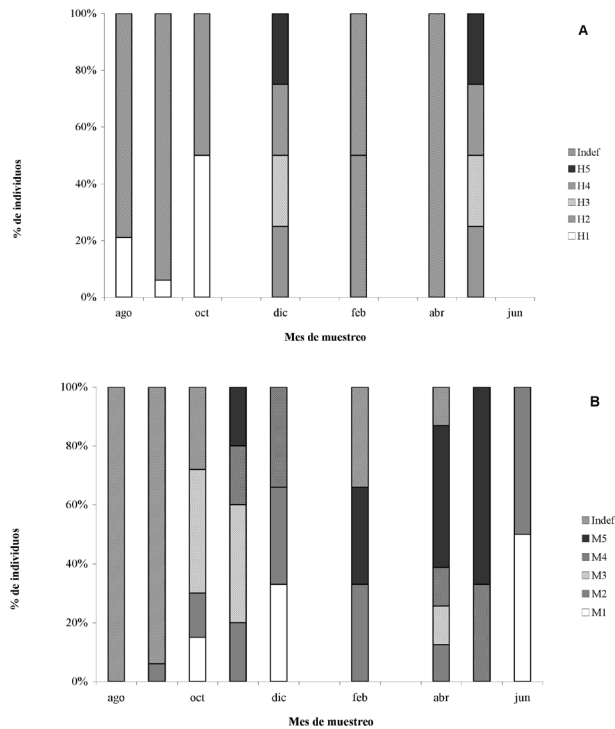 A
100%
80%
60%
40%
20%
0%
% de individuos
ago oct dic feb abr jun
Mes de muestreo
Indef
H5
H4
H3
H2
H1
B
100%
80%
60%
40%
20%
0%
% de individuos
ago oct dic feb abr jun
Mes de muestreo
Indef
M5
M4
M3
M2
M1